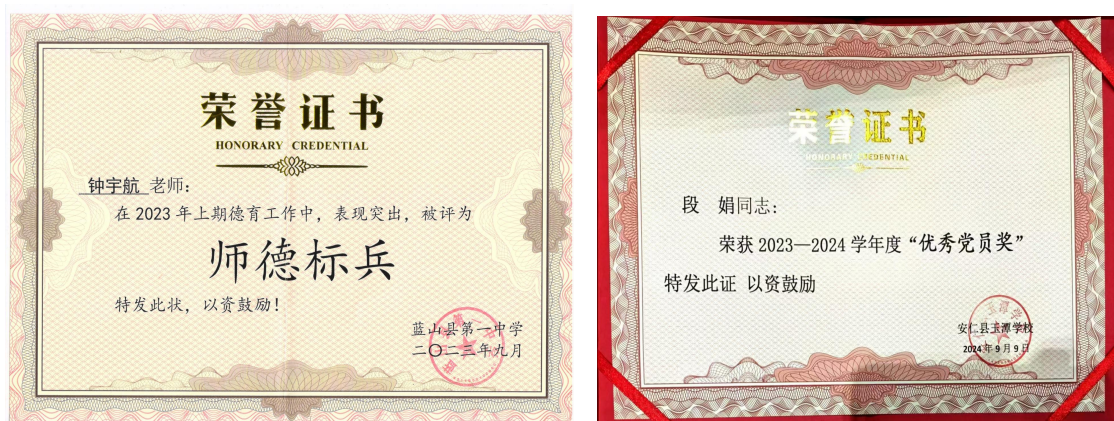 荣誉证书
HONORARY CREDENTIAL
钟宇航 老师：
在 2023 年上期德育工作中，表现突出，被评为
师德标兵
特发此状，以资鼓励！
蓝山县第一中学
二〇二三年九月
荣誉证书
HONORARY CREDENTIAL
段 娟同志：
荣获 2023—2024 学年度“优秀党员奖”
特发此证 以资鼓励
安仁县玉潭学校
2024 年 9 月 9 日